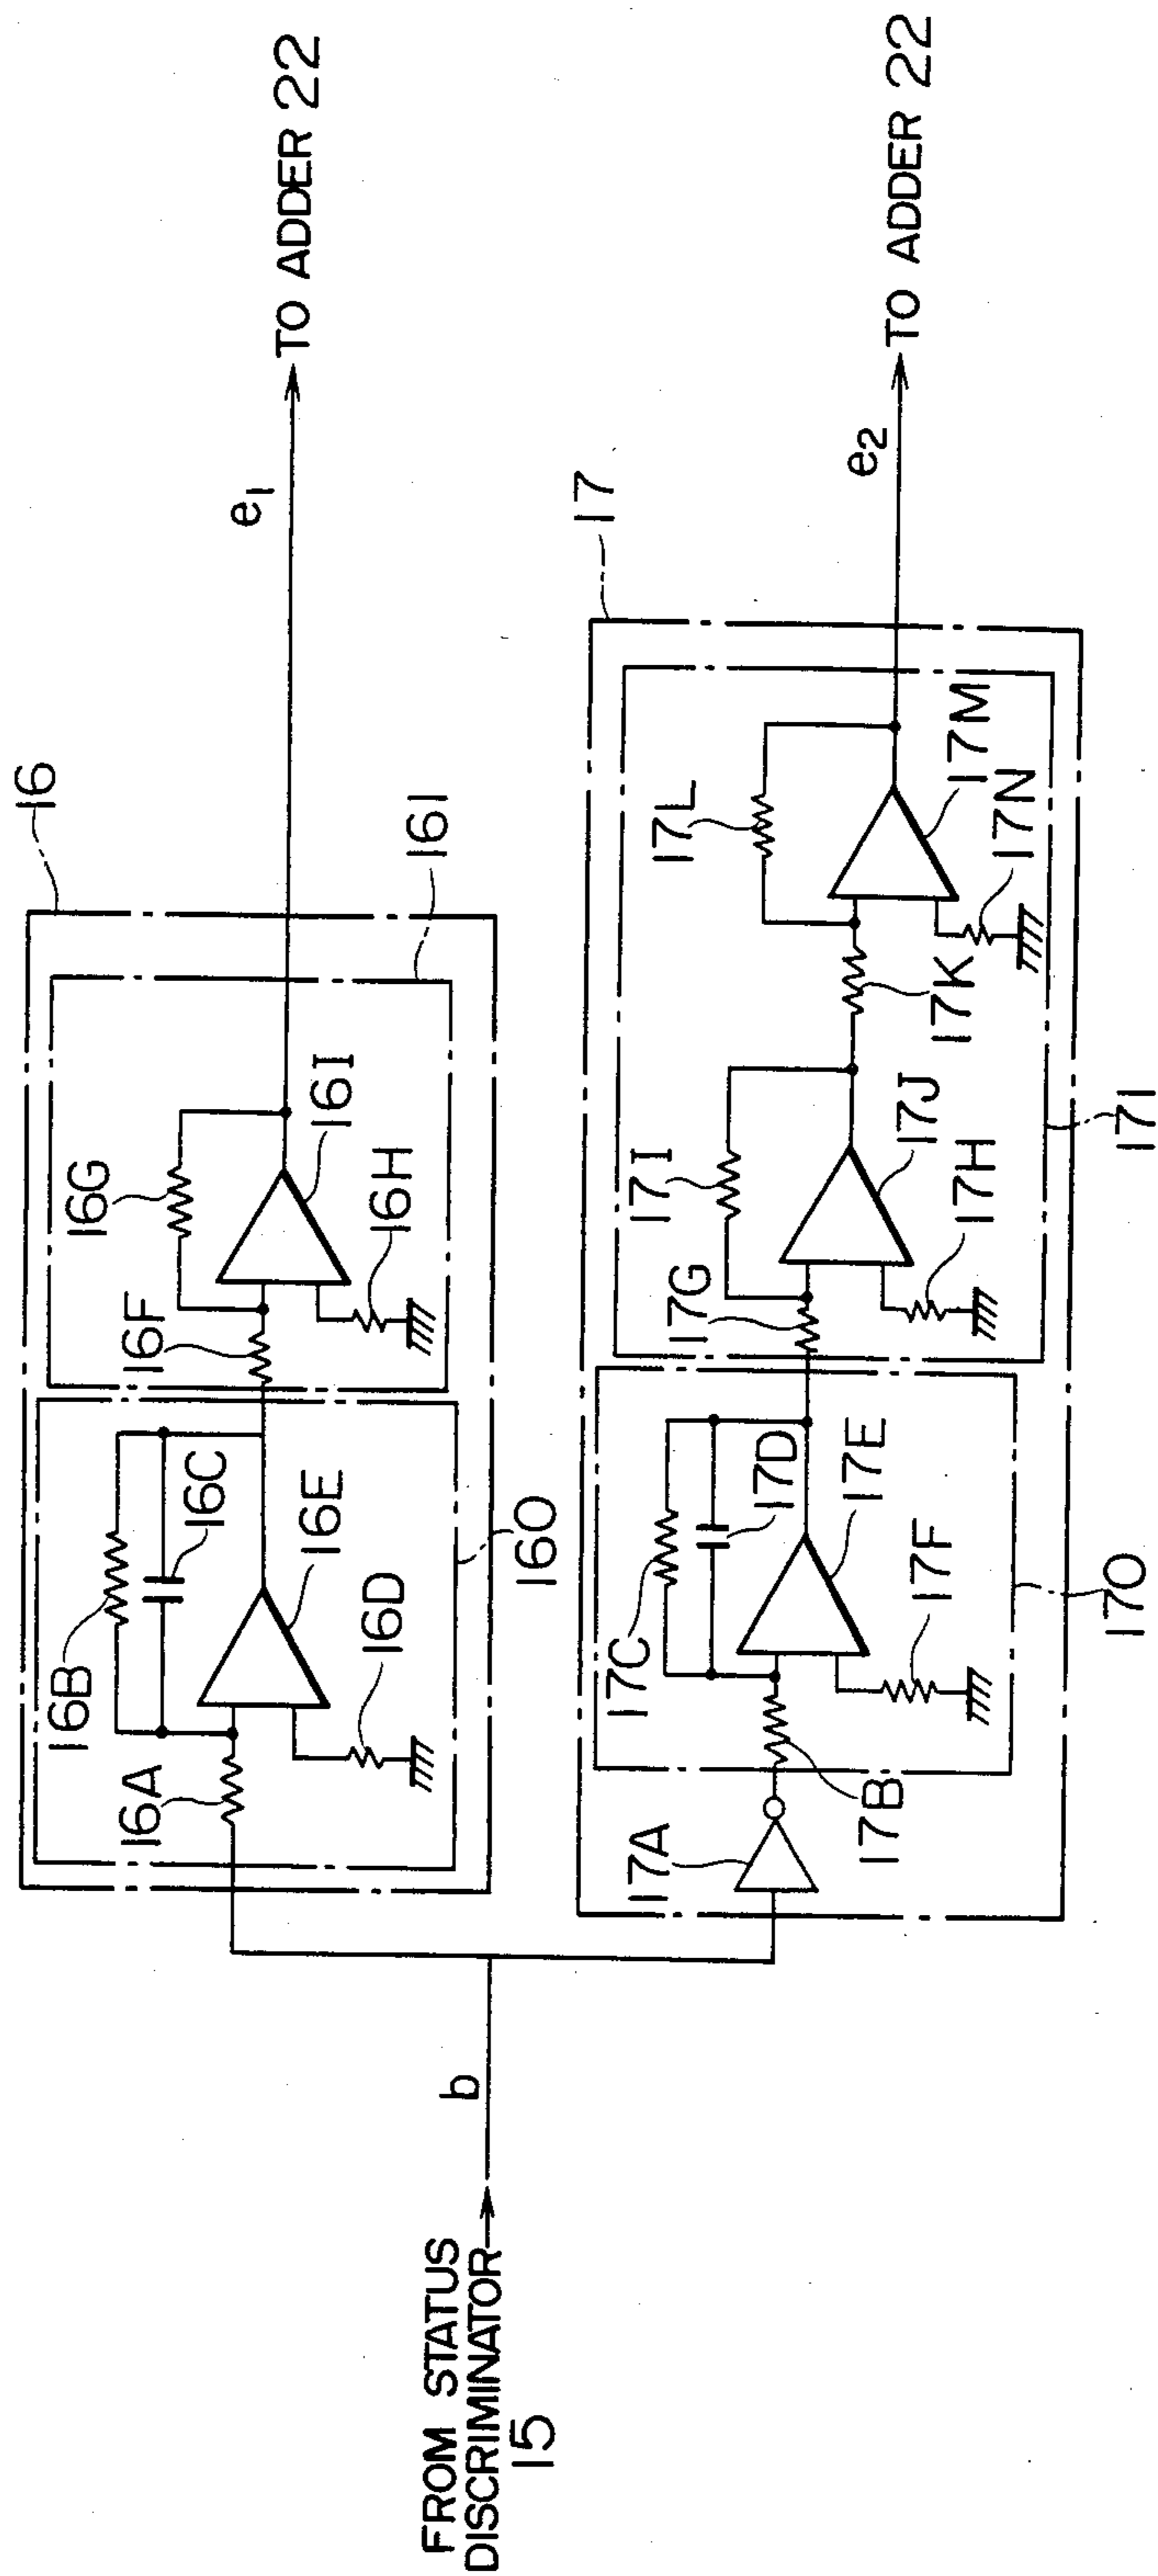 FROM STATUS
DISCRIMINATOR
15
b
16
160
16A
16B
16C
16D
16E
161
16F
16G
16H
16I
e1
TO ADDER 22
17
17A
170
17B
17C
17D
17E
17F
171
17G
17H
17I
17J
17K
17L
17M
17N
e2
TO ADDER 22